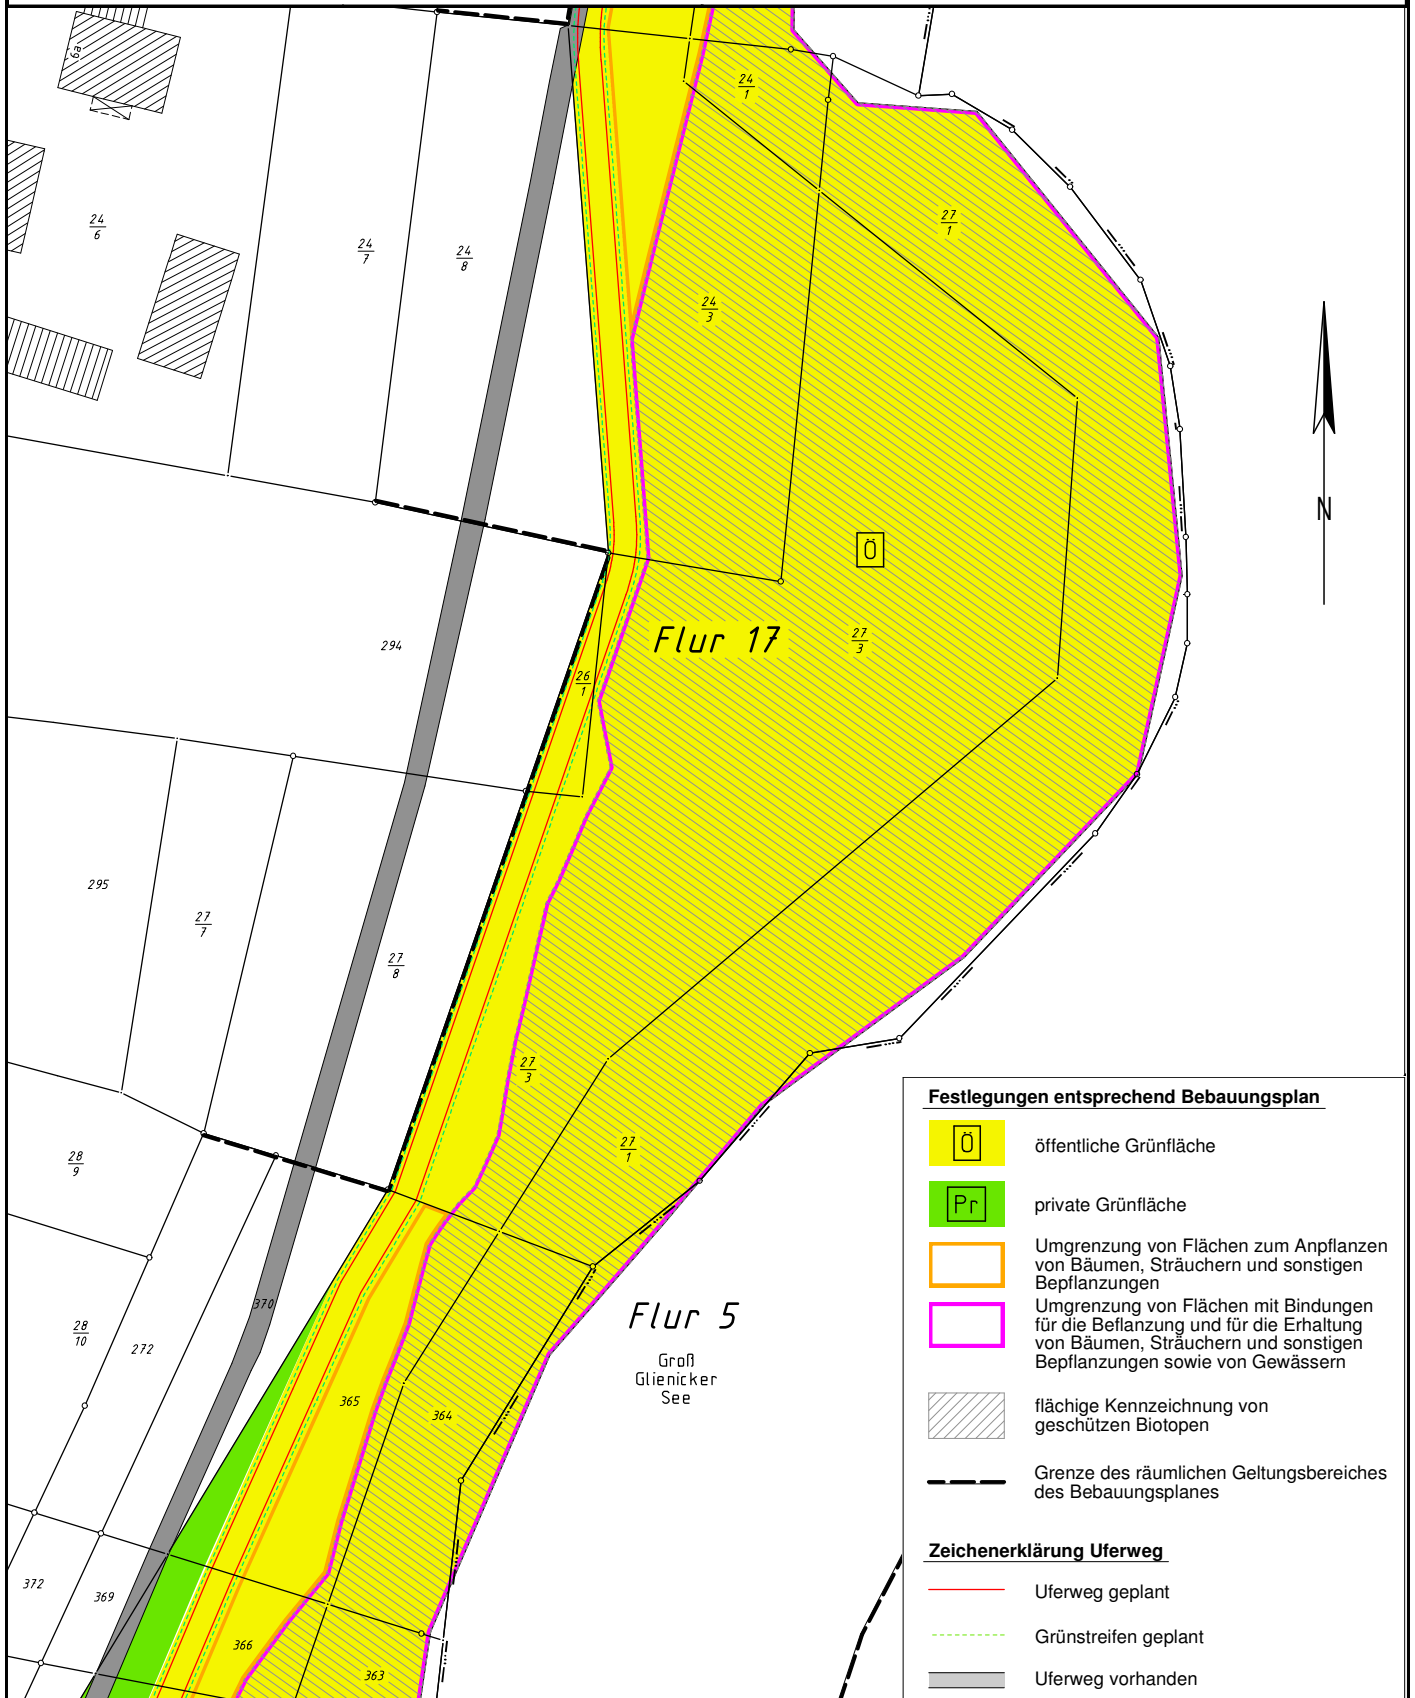 6a
24
1
27
1
24
6
24
7
24
8
24
3
N
Ö
Flur 17
27
3
294
26
1
295
27
7
27
8
27
3
27
1
28
9
370
28
10
272
Flur 5
Groß
Glienicker
See
365
364
372
369
366
363
Festlegungen entsprechend Bebauungsplan
Ö
öffentliche Grünfläche
Pr
private Grünfläche
Umgrenzung von Flächen zum Anpflanzen
von Bäumen, Sträuchern und sonstigen
Bepflanzungen
Umgrenzung von Flächen mit Bindungen
für die Beflanzung und für die Erhaltung
von Bäumen, Sträuchern und sonstigen
Bepflanzungen sowie von Gewässern
flächige Kennzeichnung von
geschützen Biotopen
Grenze des räumlichen Geltungsbereiches
des Bebauungsplanes
Zeichenerklärung Uferweg
Uferweg geplant
Grünstreifen geplant
Uferweg vorhanden